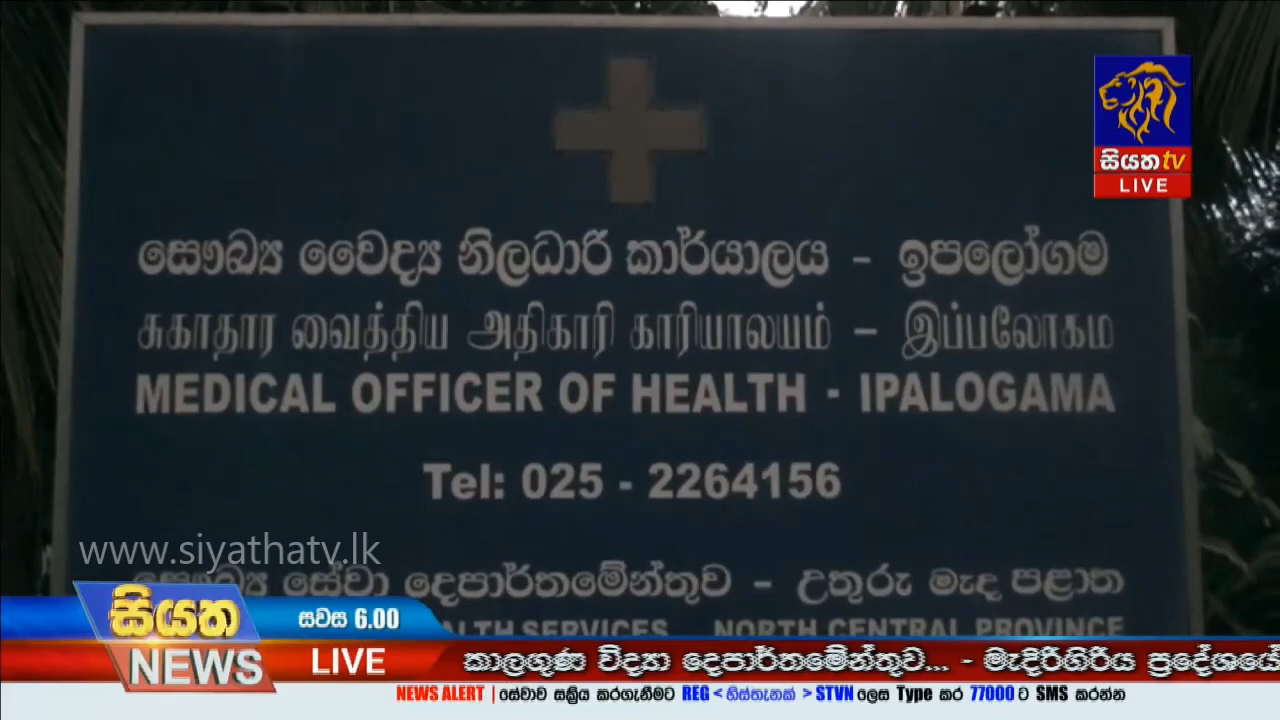 සියත tv
LIVE
සෞඛ්‍ය වෛද්‍ය නිලධාරි කාර්යාලය - ඉපලෝගම
சுகாதார வைத்திய அதிகாரி காரியாலயம் - இப்பலோகம
MEDICAL OFFICER OF HEALTH - IPALOGAMA
Tel: 025 - 2264156
www.siyathatv.lk
සෞඛ්‍ය සේවා දෙපාර්තමේන්තුව - උතුරු මැද පළාත
HEALTH SERVICES NORTH CENTRAL PROVINCE
සියත සවස 6.00
NEWS LIVE කාලගුණ විද්‍යා දෙපාර්තමේන්තුව... - මැදිරිගිරිය ප්‍රදේශයේ
NEWS ALERT | සේවාව සක්‍රිය කරගැනීමට REG < හිස්තැනක් > STVN ලෙස Type කර 77000 ට SMS කරන්න